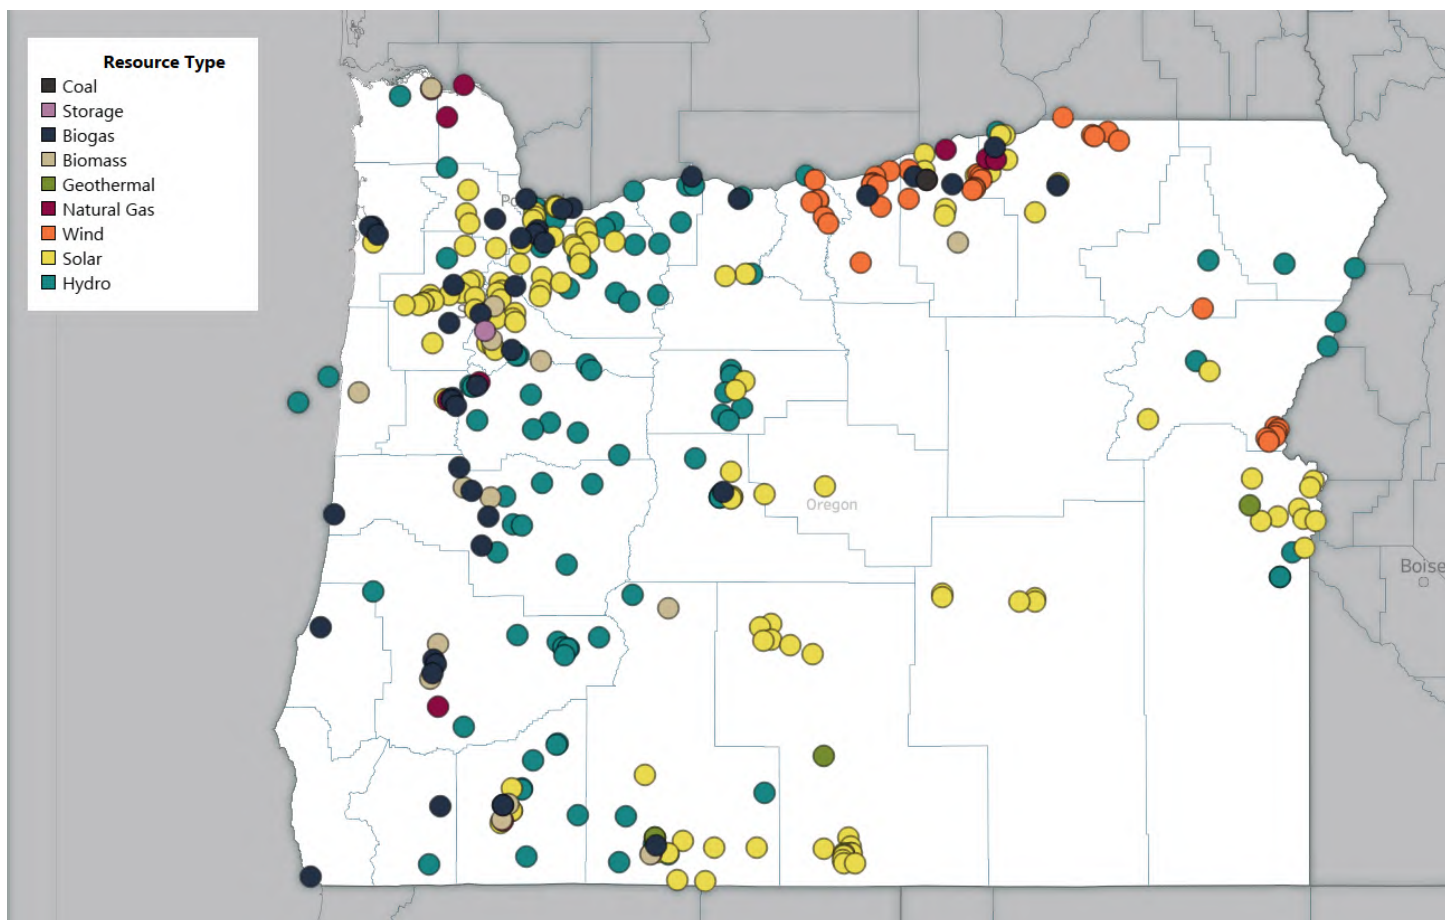 Resource Type
Coal
Storage
Biogas
Biomass
Geothermal
Natural Gas
Wind
Solar
Hydro
Oregon
Boise